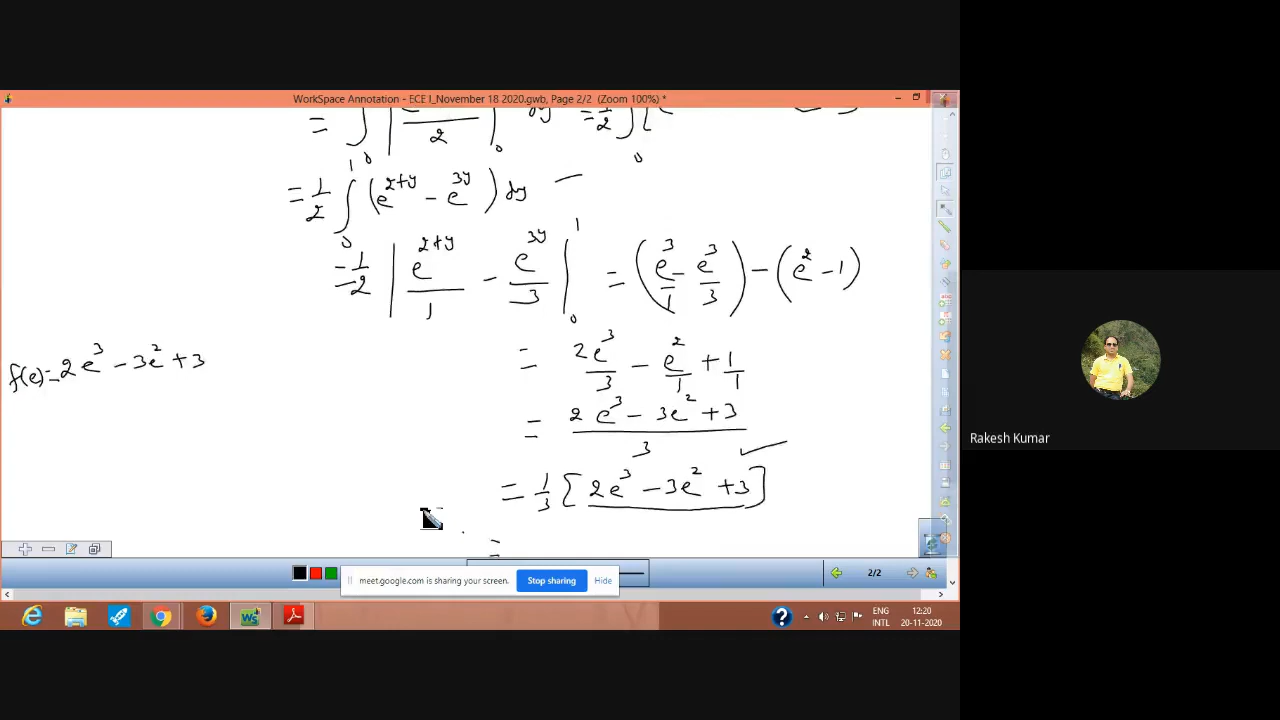 WorkSpace Annotation - ECE I_November 18 2020.gwb, Page 2/2 (Zoom 100%) *
= 1/2 ∫₀¹ (e^{2+y} - e^{3y}) dy
= 1/2 | e^{2+y}/1 - e^{3y}/3 |₀¹ = (e^3/1 - e^3/3) - (e^2 - 1)
= 2e^3/3 - e^2/1 + 1/1
f(e) = 2e^3 - 3e^2 + 3
= (2e^3 - 3e^2 + 3)/3
= 1/3 [2e^3 - 3e^2 + 3]
=
Rakesh Kumar
2/2
meet.google.com is sharing your screen. Stop sharing Hide
ENG 12:20
INTL 20-11-2020